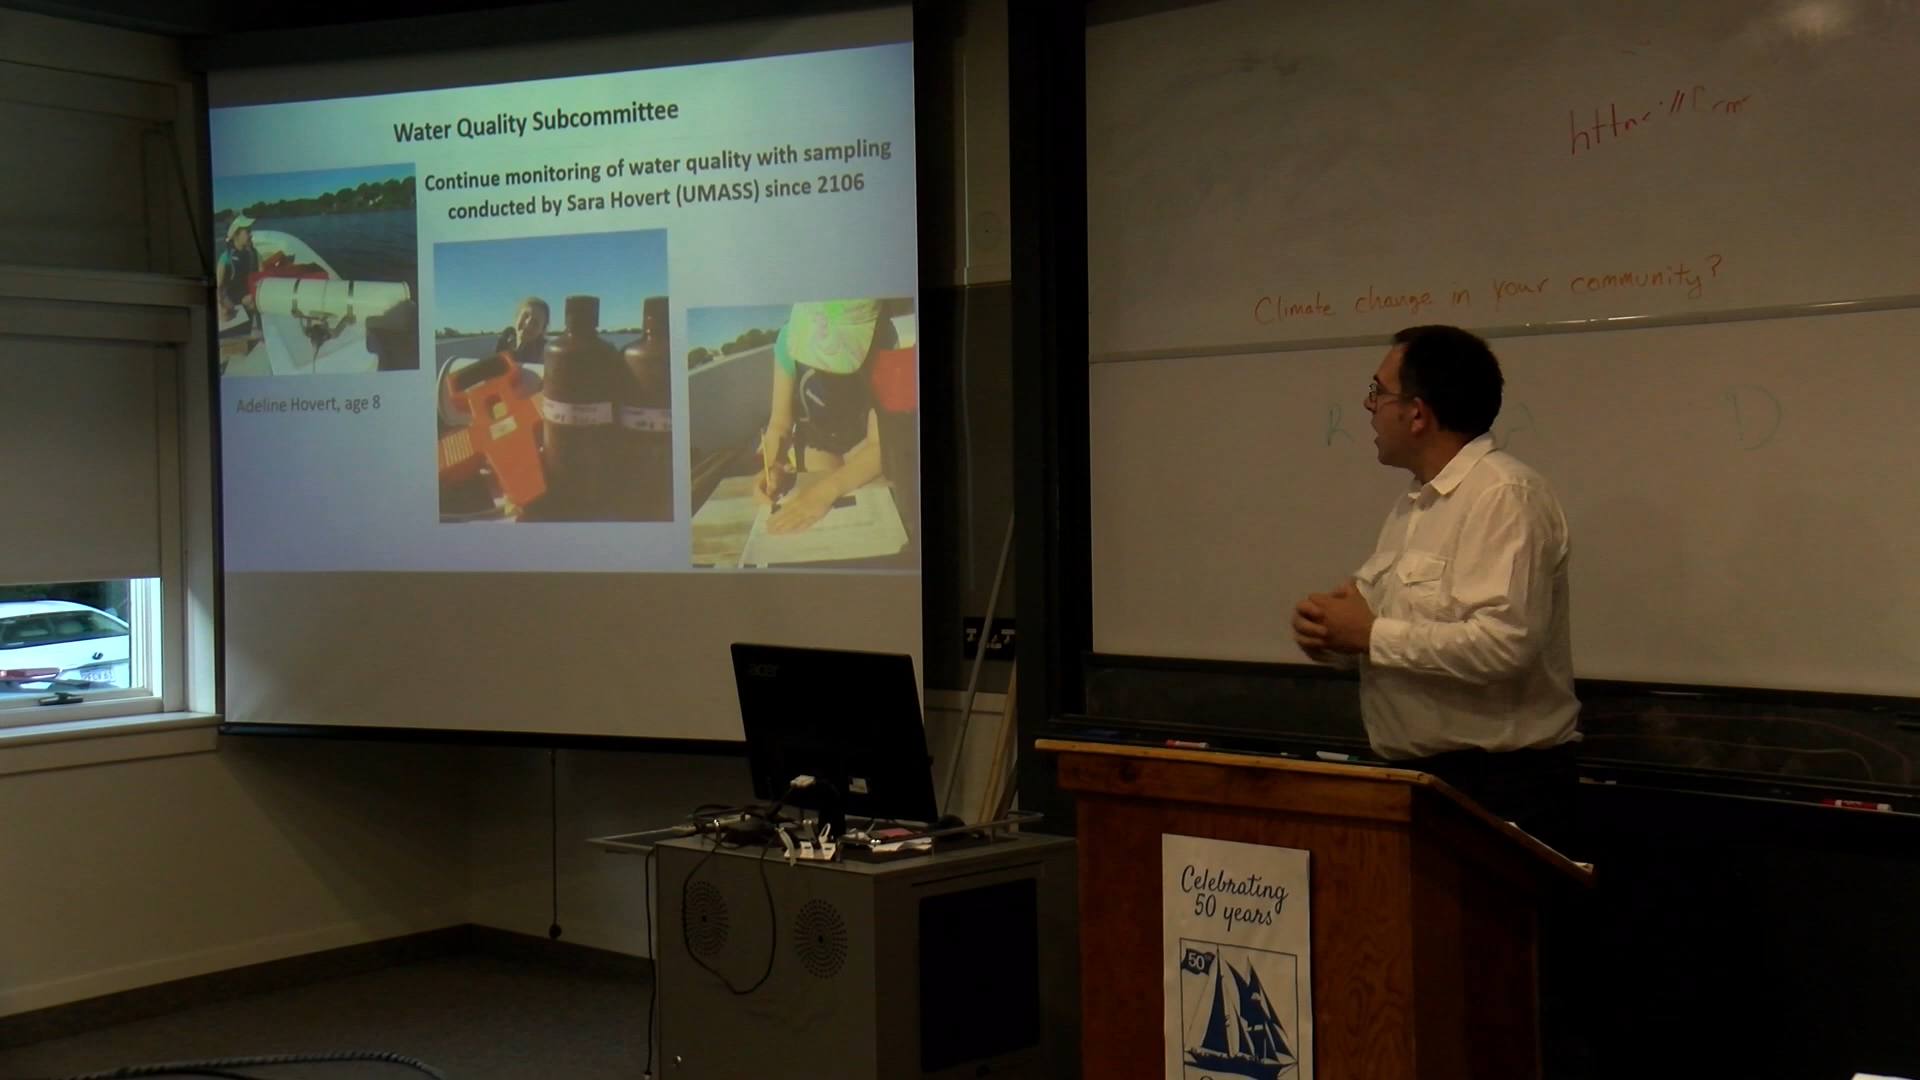 Water Quality Subcommittee
Continue monitoring of water quality with sampling
conducted by Sara Hovert (UMASS) since 2106
Adeline Hovert, age 8
Climate change in your community?
R
D
acer
Celebrating
50 years
50